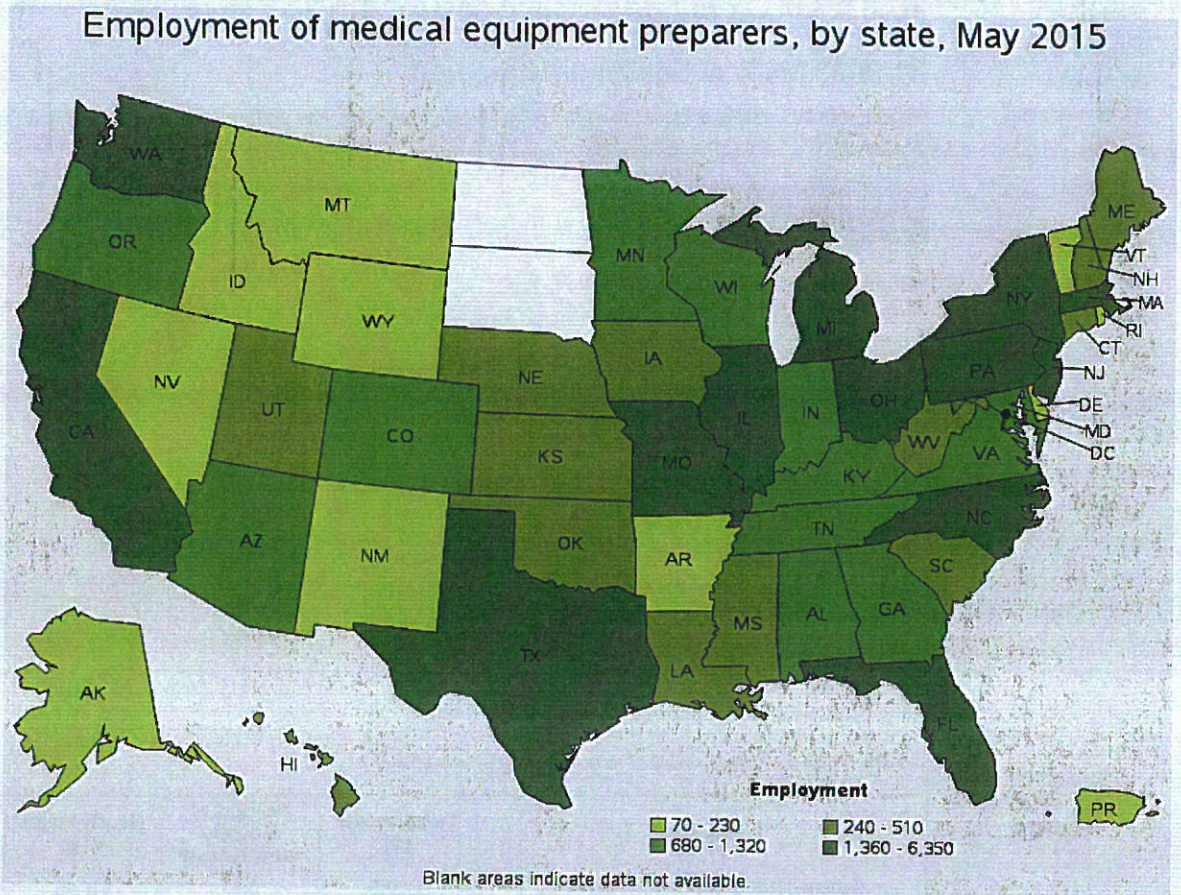 Employment of medical equipment preparers, by state, May 2015
WA
MT
ME
OR
MN
VT
ID
WI
NH
WY
NY
MA
MI
RI
IA
CT
NV
NE
PA
NJ
UT
IL
IN
OH
DE
CA
CO
MD
KS
WV
VA
DC
MO
KY
NC
AZ
OK
TN
NM
AR
SC
MS
AL
GA
TX
LA
AK
FL
HI
PR
Employment
70 - 230
240 - 510
680 - 1,320
1,360 - 6,350
Blank areas indicate data not available.